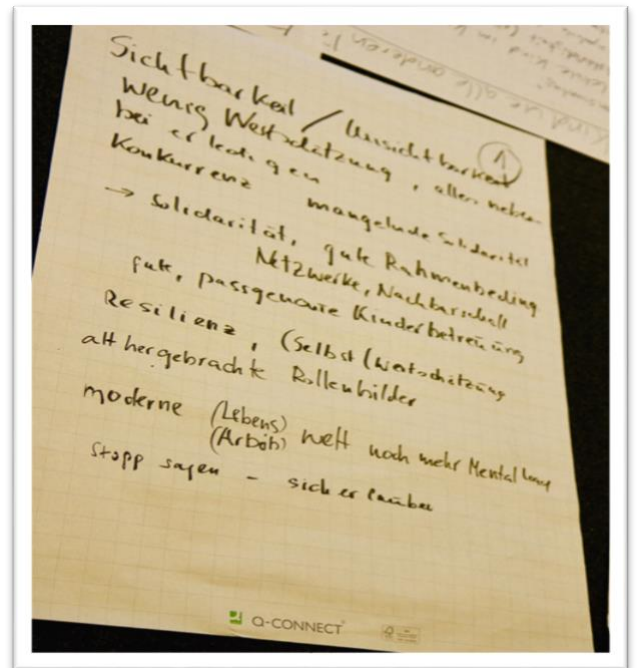 Sichtbarkeit / Unsichtbarkeit
①
wenig Wertschätzung, alles neben-
bei erledigen
Konkurrenz mangelnde Solidarität
→ Solidarität, gute Rahmenbeding
Netzwerke, Nachbarschaft
gute, passgenaue Kinderbetreuung
Resilienz, (Selbst(wertschätzung
althergebrachte Rollenbilder
moderne (Lebens)
(Arbeits) welt noch mehr Mental
Stopp sagen – sich erlauben
Q-CONNECT